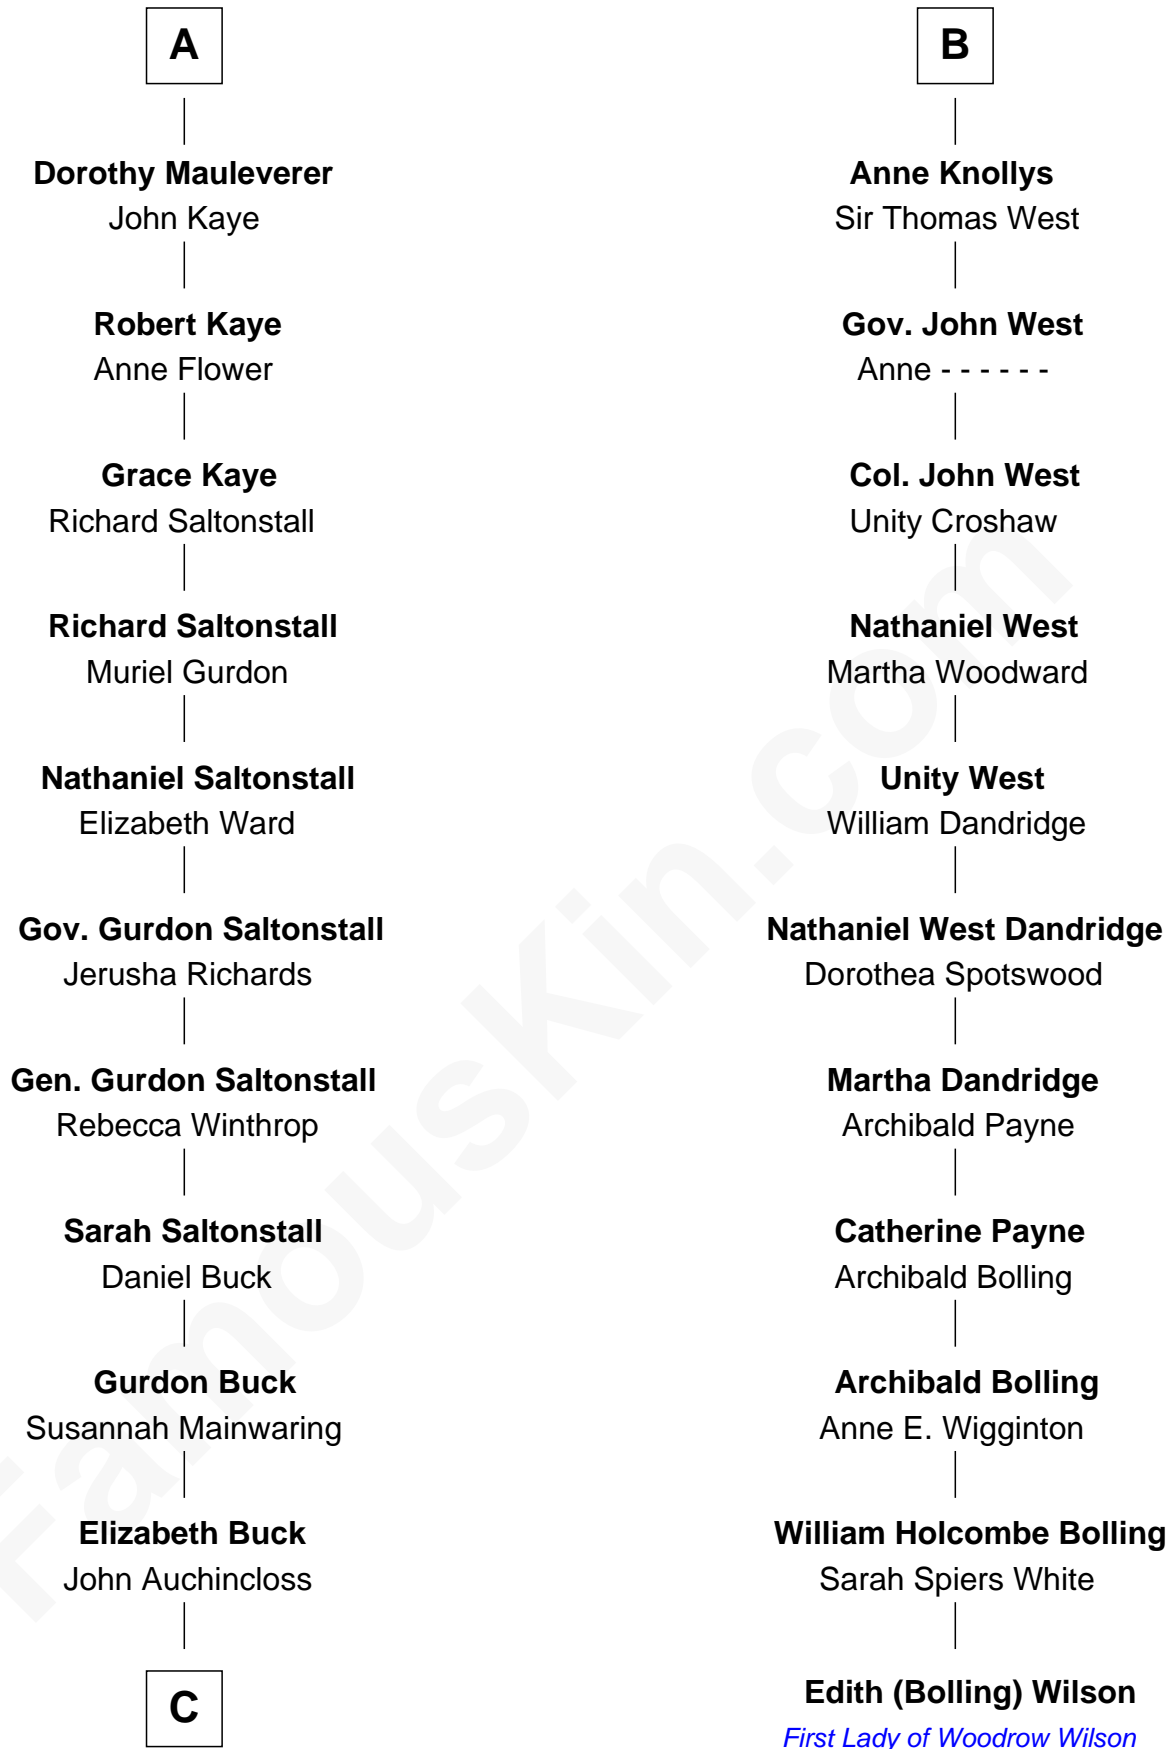 A
Dorothy Mauleverer
John Kaye
Robert Kaye
Anne Flower
Grace Kaye
Richard Saltonstall
Richard Saltonstall
Muriel Gurdon
Nathaniel Saltonstall
Elizabeth Ward
Gov. Gurdon Saltonstall
Jerusha Richards
Gen. Gurdon Saltonstall
Rebecca Winthrop
Sarah Saltonstall
Daniel Buck
Gurdon Buck
Susannah Mainwaring
Elizabeth Buck
John Auchincloss
C
B
Anne Knollys
Sir Thomas West
Gov. John West
Anne - - - - - -
Col. John West
Unity Croshaw
Nathaniel West
Martha Woodward
Unity West
William Dandridge
Nathaniel West Dandridge
Dorothea Spotswood
Martha Dandridge
Archibald Payne
Catherine Payne
Archibald Bolling
Archibald Bolling
Anne E. Wigginton
William Holcombe Bolling
Sarah Spiers White
Edith (Bolling) Wilson
First Lady of Woodrow Wilson
FamousKin.com